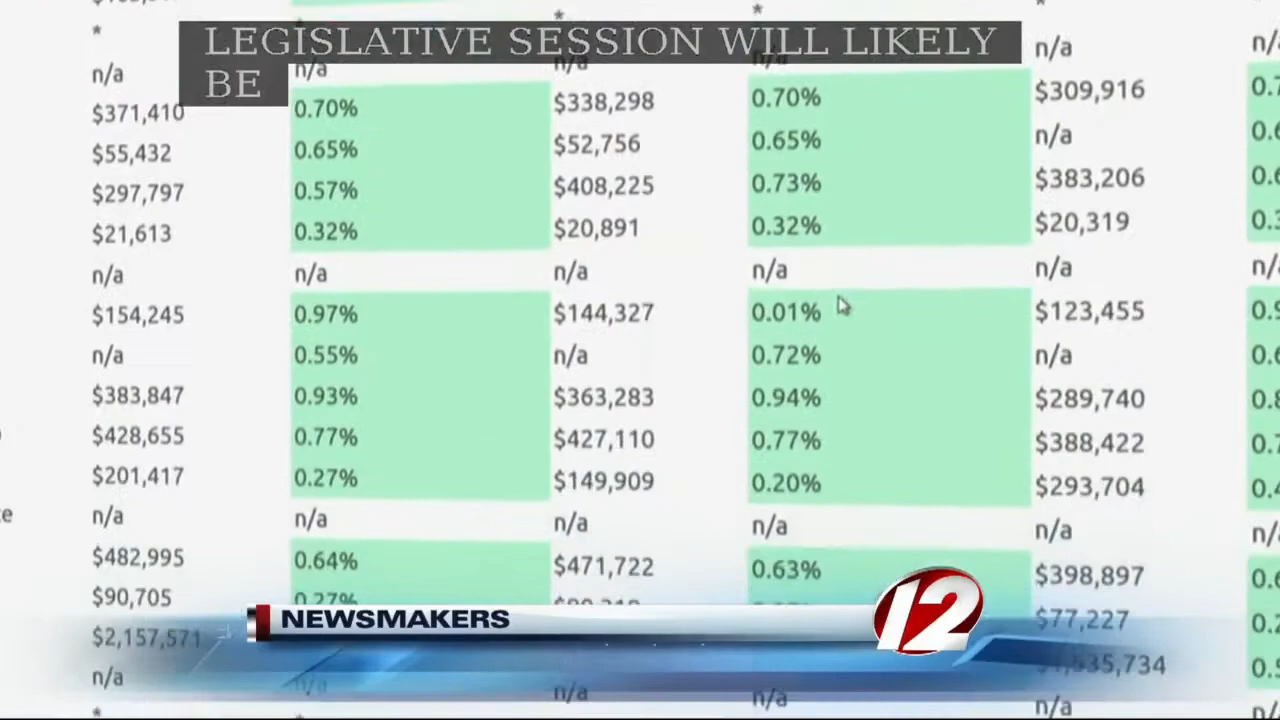 *
LEGISLATIVE SESSION WILL LIKELY
BE
n/a n/a n/a n/a n/a
$371,410 0.70% $338,298 0.70% $309,916
$55,432 0.65% $52,756 0.65% n/a
$297,797 0.57% $408,225 0.73% $383,206
$21,613 0.32% $20,891 0.32% $20,319
n/a n/a n/a n/a n/a
$154,245 0.97% $144,327 0.01% $123,455
n/a 0.55% n/a 0.72% n/a
$383,847 0.93% $363,283 0.94% $289,740
$428,655 0.77% $427,110 0.77% $388,422
$201,417 0.27% $149,909 0.20% $293,704
n/a n/a n/a n/a n/a
$482,995 0.64% $471,722 0.63% $398,897
$90,705 0.27% $77,227
NEWSMAKERS 12
$2,157,571
n/a n/a n/a n/a n/a
*